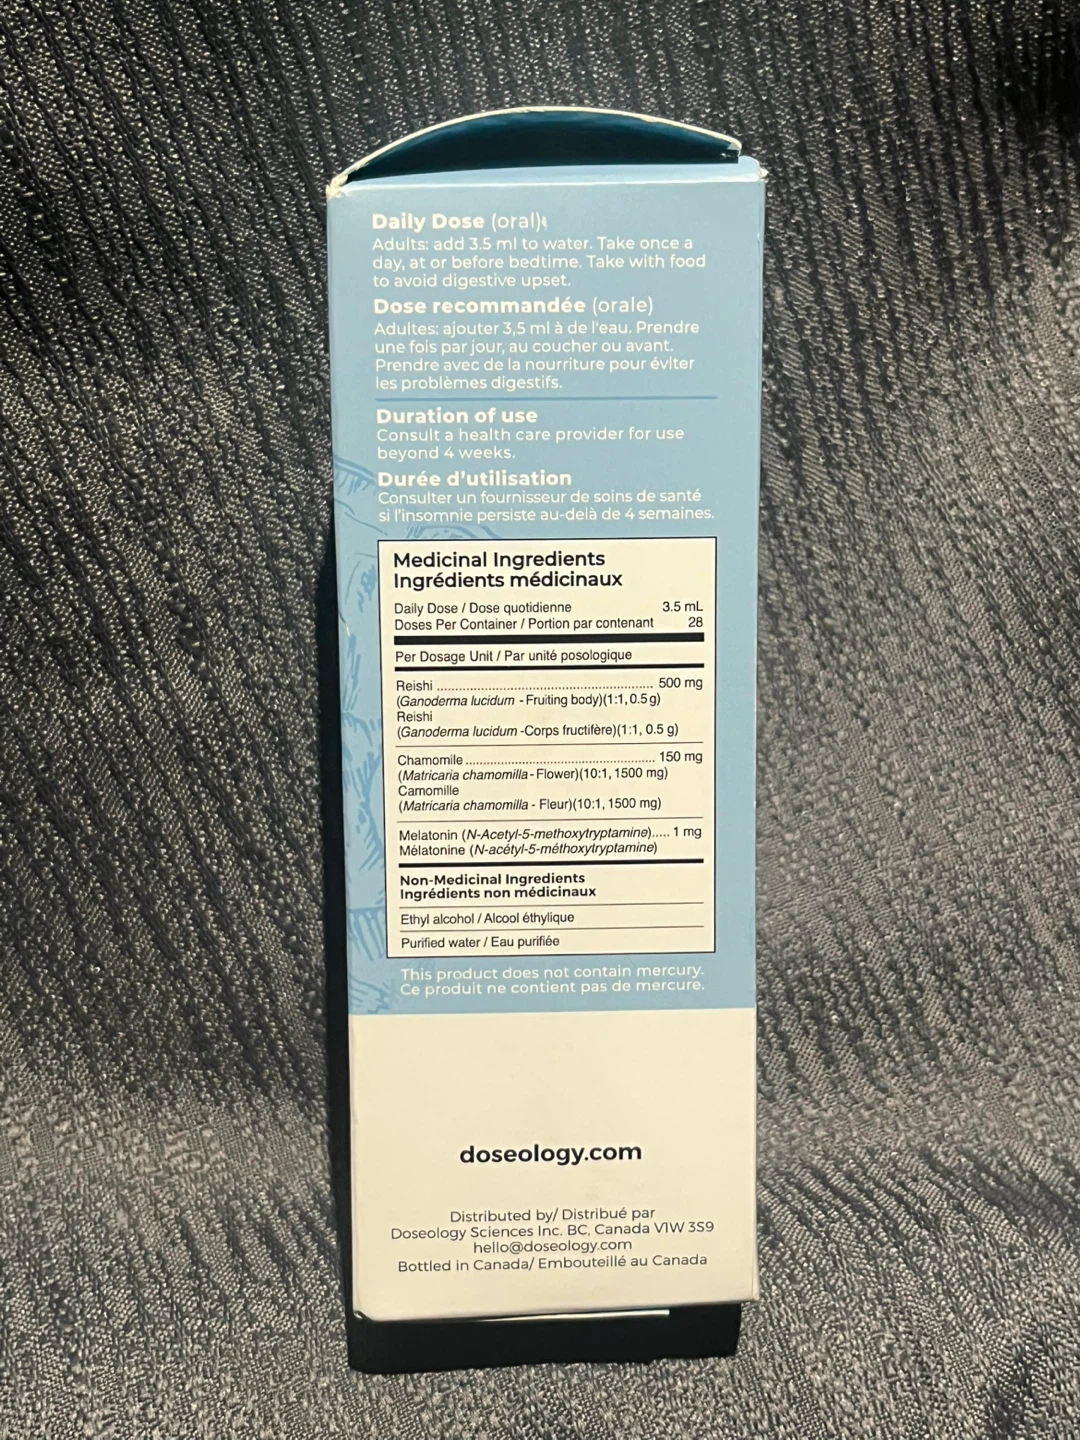 Daily Dose (oral)
Adults: add 3.5 ml to water. Take once a
day, at or before bedtime. Take with food
to avoid digestive upset.
Dose recommandée (orale)
Adultes: ajouter 3,5 ml à de l'eau. Prendre
une fois par jour, au coucher ou avant.
Prendre avec de la nourriture pour éviter
les problèmes digestifs.
Duration of use
Consult a health care provider for use
beyond 4 weeks.
Durée d'utilisation
Consulter un fournisseur de soins de santé
si l'insomnie persiste au-delà de 4 semaines.
Medicinal Ingredients
Ingrédients médicinaux
Daily Dose / Dose quotidienne 3.5 mL
Doses Per Container / Portion par contenant 28
Per Dosage Unit / Par unité posologique
Reishi ........................................................ 500 mg
(Ganoderma lucidum - Fruiting body)(1:1, 0.5 g)
Reishi
(Ganoderma lucidum -Corps fructifère)(1:1, 0.5 g)
Chamomile ................................................. 150 mg
(Matricaria chamomilla - Flower)(10:1, 1500 mg)
Camomille
(Matricaria chamomilla - Fleur)(10:1, 1500 mg)
Melatonin (N-Acetyl-5-methoxytryptamine)..... 1 mg
Mélatonine (N-acétyl-5-méthoxytryptamine)
Non-Medicinal Ingredients
Ingrédients non médicinaux
Ethyl alcohol / Alcool éthylique
Purified water / Eau purifiée
This product does not contain mercury.
Ce produit ne contient pas de mercure.
doseology.com
Distributed by/ Distribué par
Doseology Sciences Inc. BC, Canada V1W 3S9
hello@doseology.com
Bottled in Canada/ Embouteillé au Canada